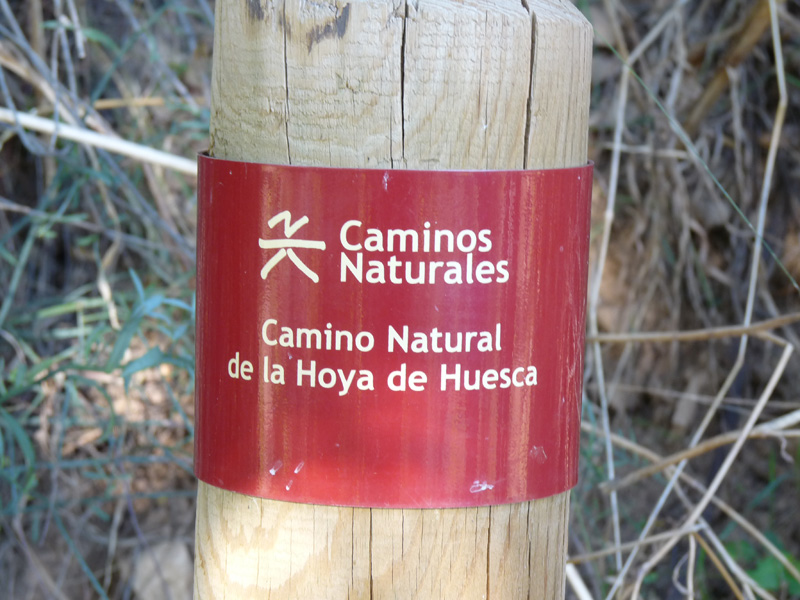 Caminos
Naturales
Camino Natural
de la Hoya de Huesca